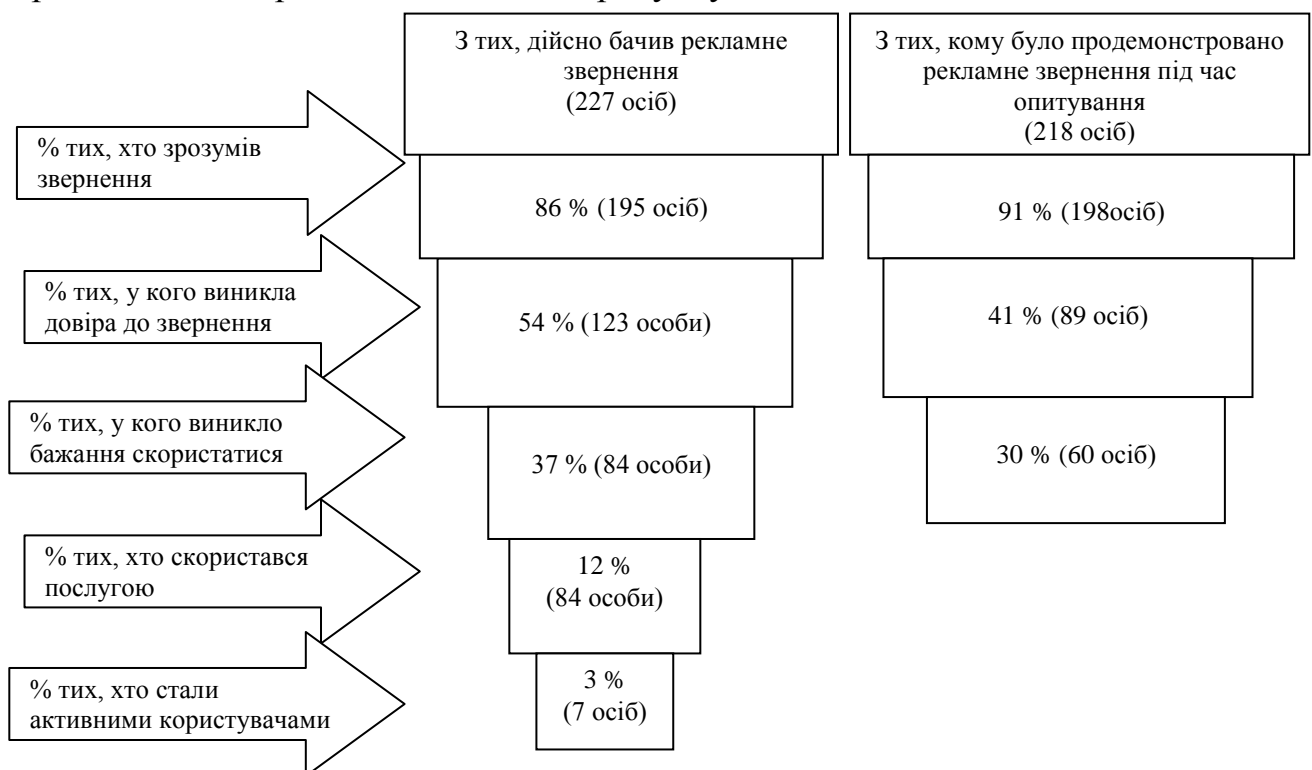 З тих, дійсно бачив рекламне
звернення
(227 осіб)
З тих, кому було продемонстровано
рекламне звернення під час
опитування
(218 осіб)
% тих, хто зрозумів
звернення
86 % (195 осіб)
91 % (198осіб)
% тих, у кого виникла
довіра до звернення
54 % (123 особи)
41 % (89 осіб)
% тих, у кого виникло
бажання скористатися
37 % (84 особи)
30 % (60 осіб)
% тих, хто скористався
послугою
12 %
(84 особи)
% тих, хто стали
активними користувачами
3 %
(7 осіб)